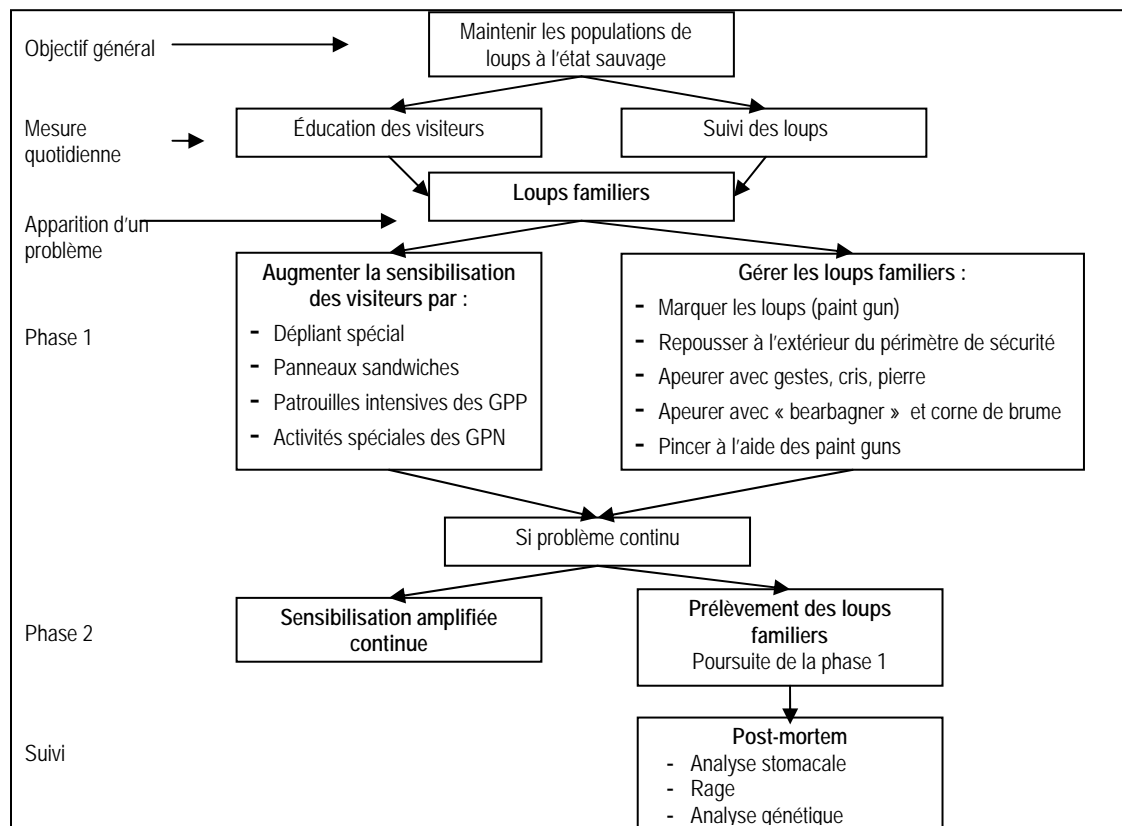 Objectif général
Maintenir les populations de
loups à l'état sauvage
Mesure
quotidienne
Éducation des visiteurs
Suivi des loups
Loups familiers
Apparition d'un
problème
Phase 1
Augmenter la sensibilisation
des visiteurs par :
- Dépliant spécial
- Panneaux sandwiches
- Patrouilles intensives des GPP
- Activités spéciales des GPN
Gérer les loups familiers :
- Marquer les loups (paint gun)
- Repousser à l'extérieur du périmètre de sécurité
- Apeurer avec gestes, cris, pierre
- Apeurer avec « bearbagner » et corne de brume
- Pincer à l'aide des paint guns
Si problème continu
Phase 2
Sensibilisation amplifiée
continue
Prélèvement des loups
familiers
Poursuite de la phase 1
Suivi
Post-mortem
- Analyse stomacale
- Rage
- Analyse génétique